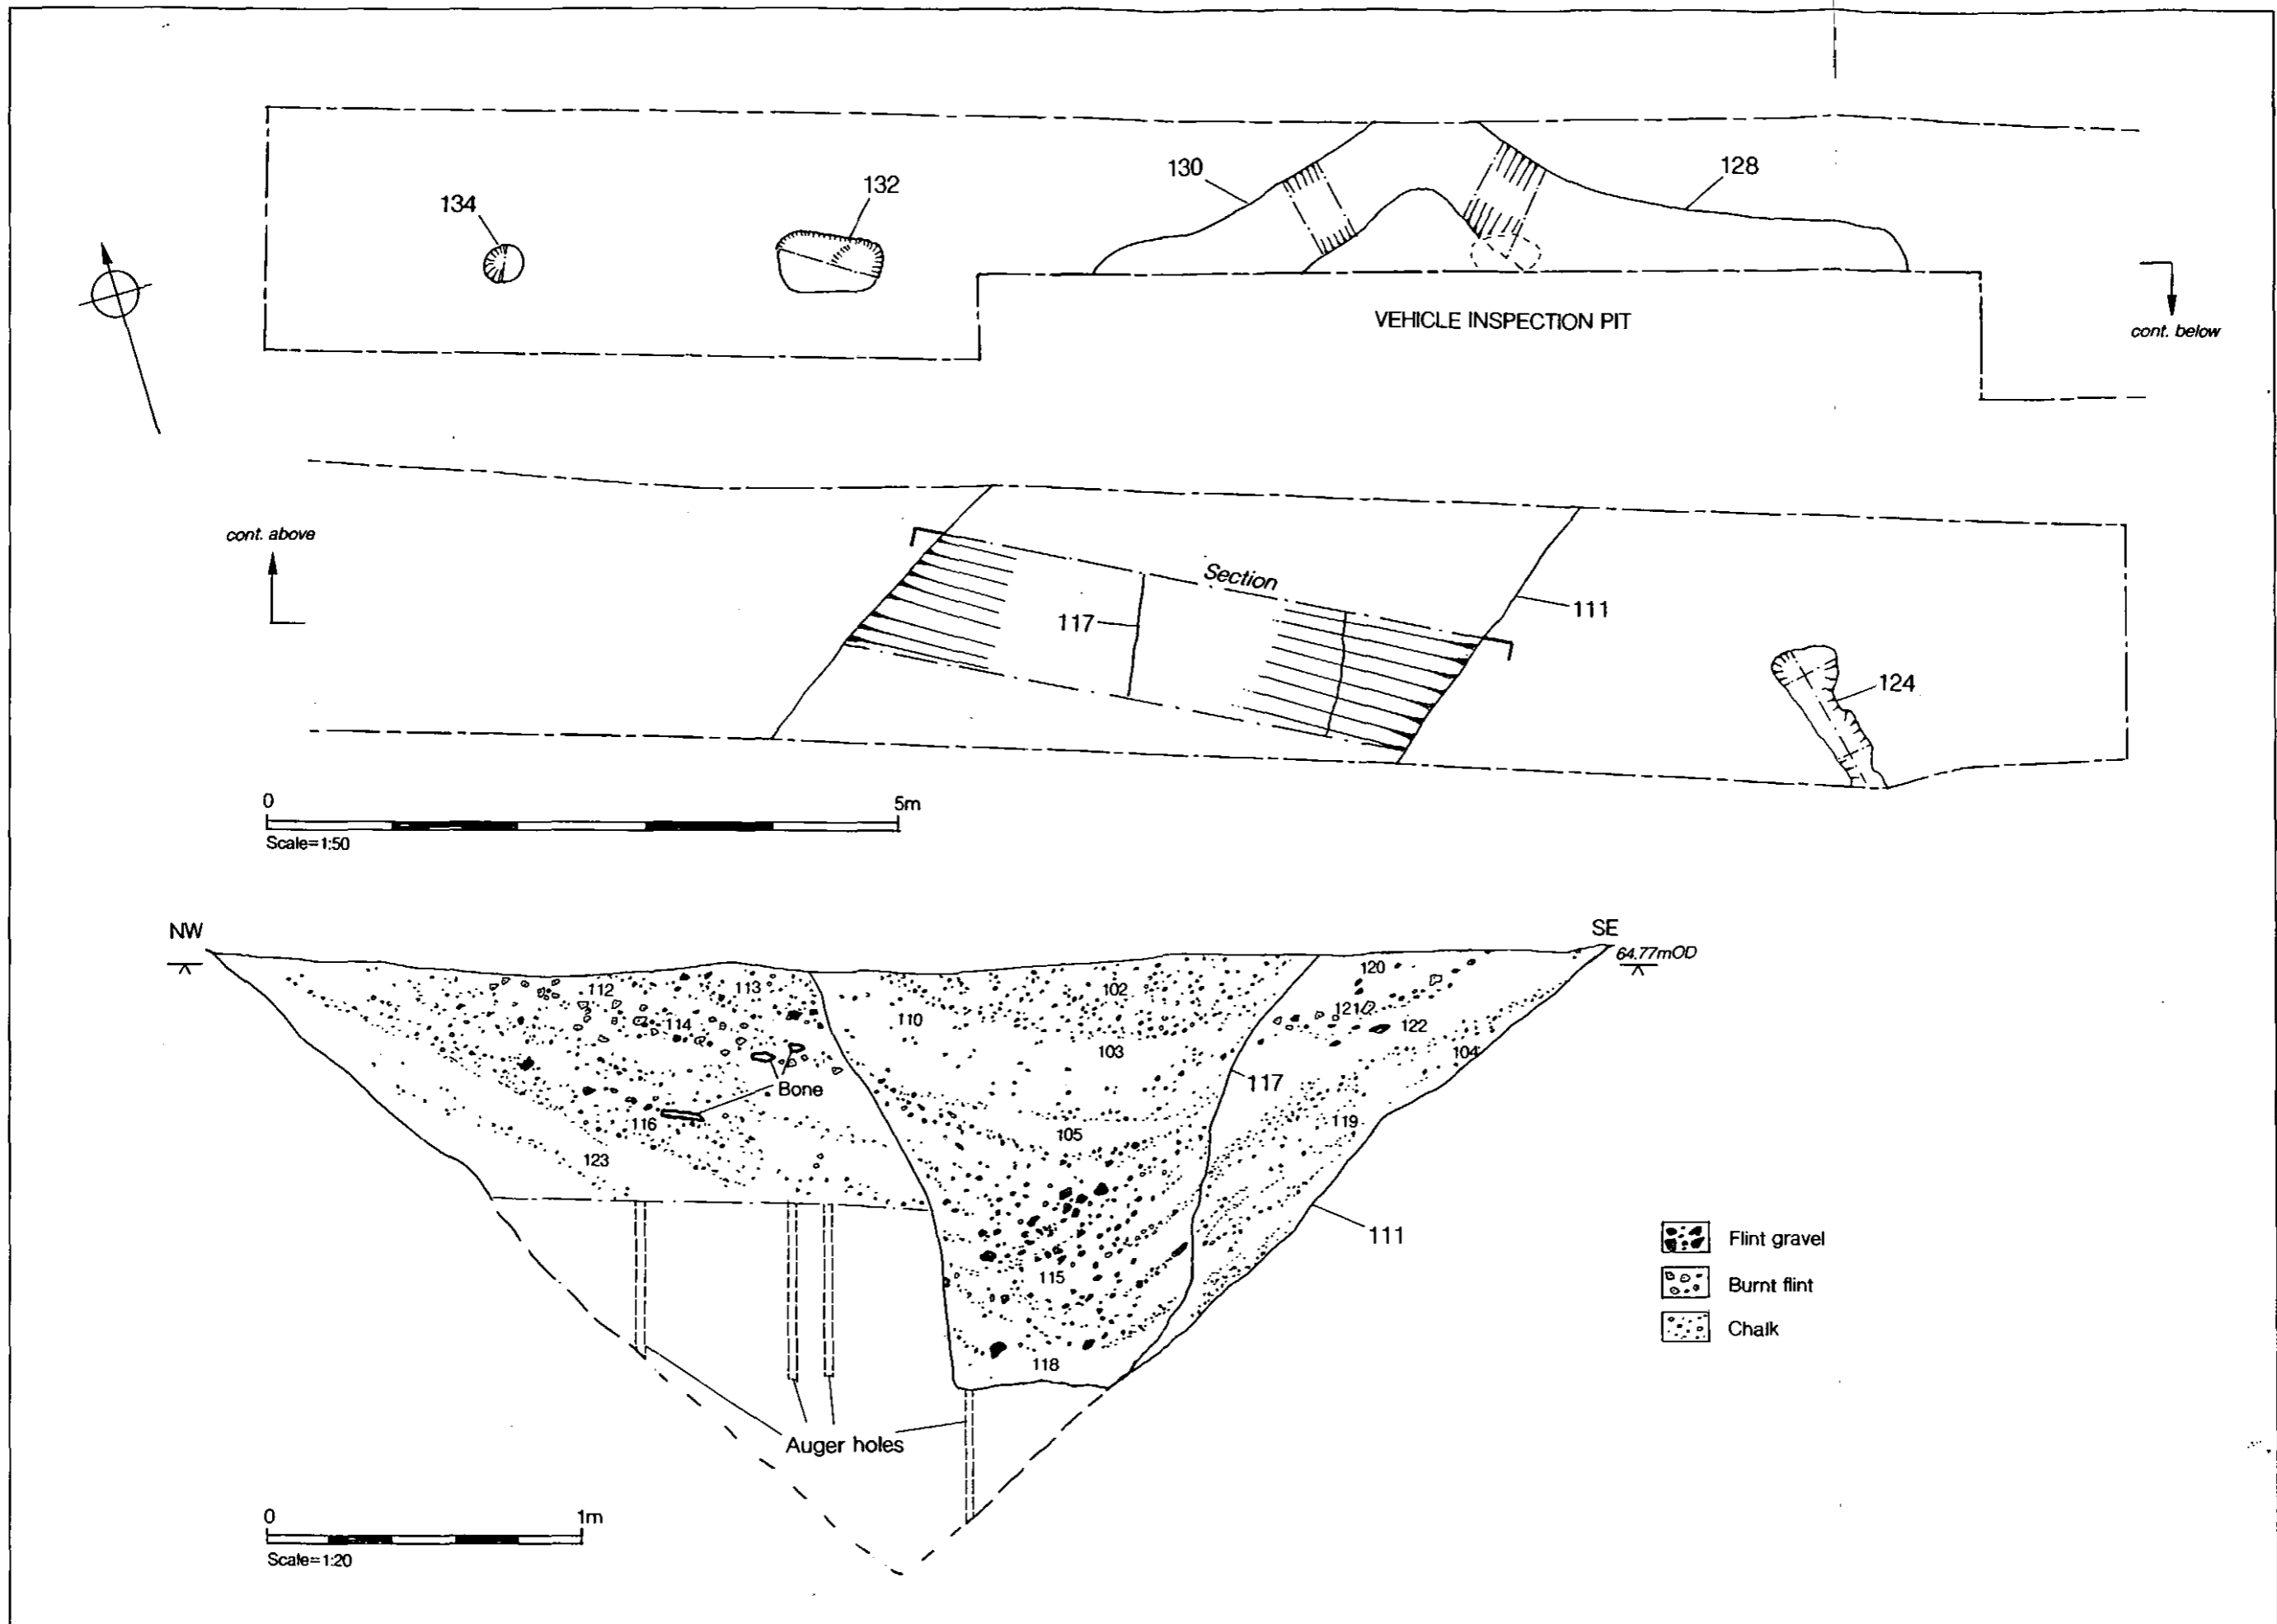 134
132
130
128
VEHICLE INSPECTION PIT
cont. below
cont. above
Section
117
111
124
0 5m
Scale=1:50
NW
SE
64.77mOD
112
113
114
110
102
103
120
121
122
104
117
Bone
116
123
105
119
111
115
118
Auger holes
Flint gravel
Burnt flint
Chalk
0 1m
Scale=1:20